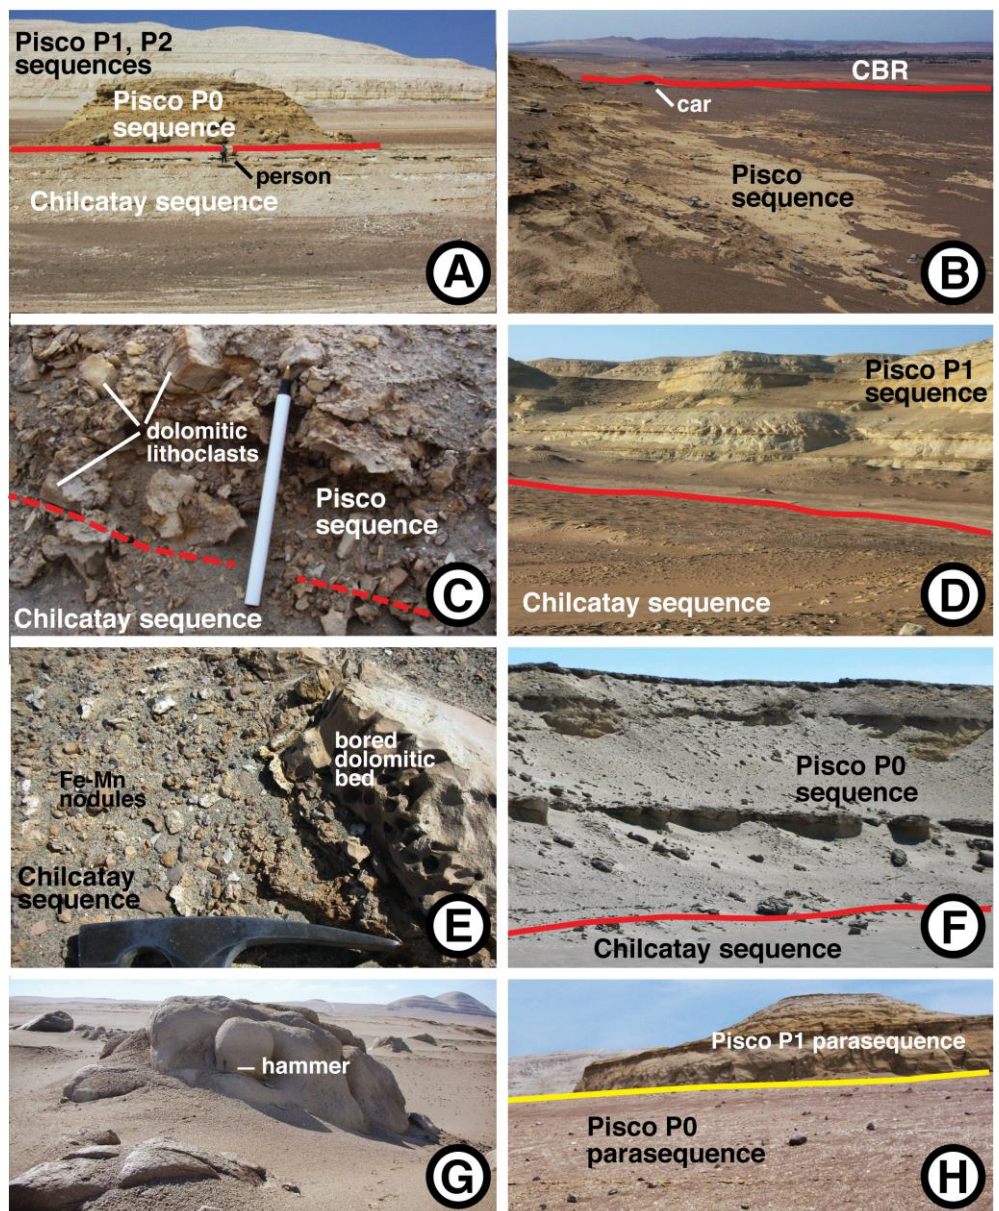 Pisco P1, P2
sequences
Pisco P0
sequence
person
Chilcatay sequence
A
CBR
car
Pisco
sequence
B
dolomitic
lithoclasts
Pisco
sequence
Chilcatay sequence
C
Pisco P1
sequence
Chilcatay sequence
D
bored
dolomitic
bed
Fe-Mn
nodules
Chilcatay
sequence
E
Pisco P0
sequence
Chilcatay sequence
F
hammer
G
Pisco P1 parasequence
Pisco P0
parasequence
H